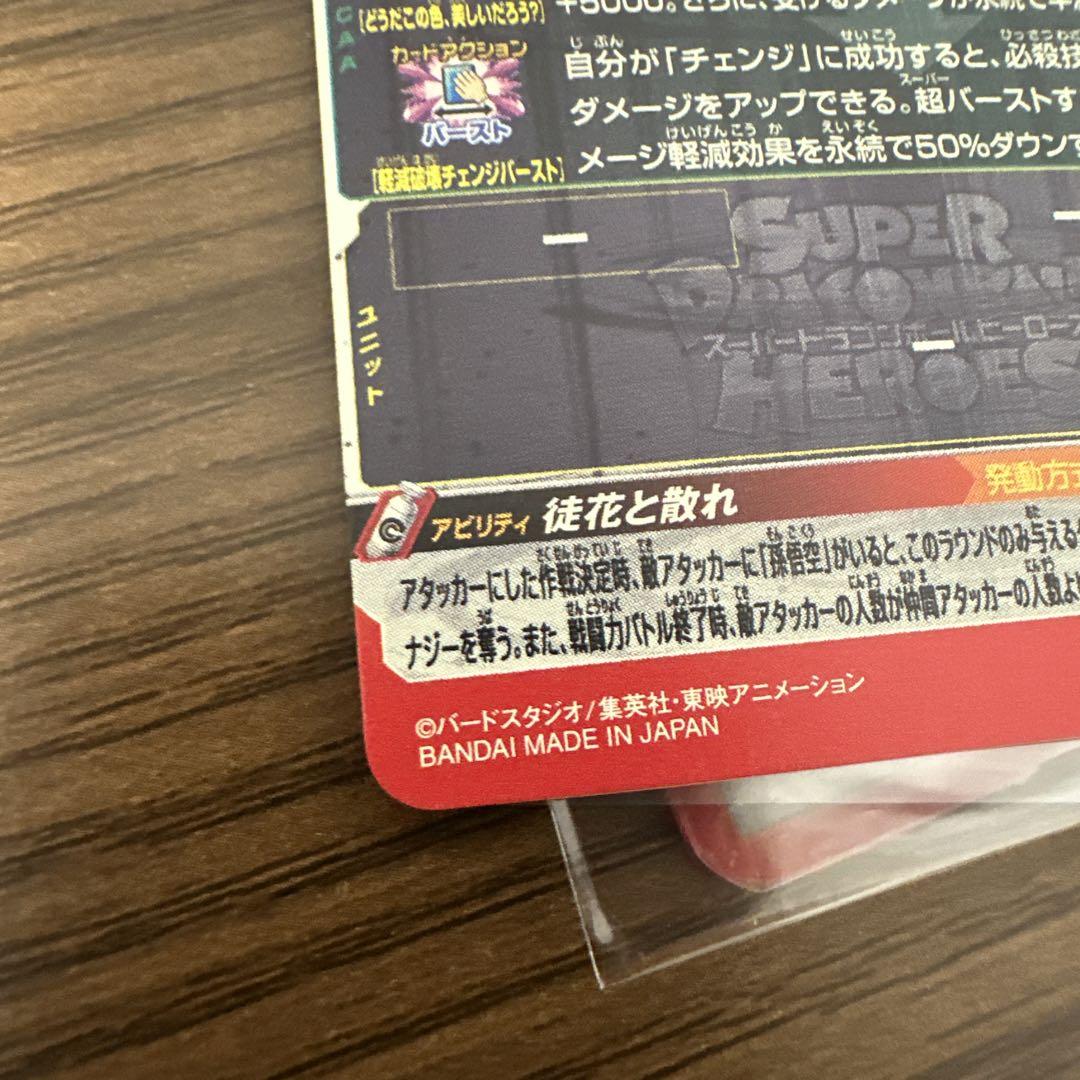 CAA
[どうだこの色、美しいだろう?]
カードアクション
バースト
[軽減破壊チェンジバースト]
+5000。さらに、受けるダメージが永続で
自分が「チェンジ」に成功すると、必殺技
ダメージをアップできる。超バーストす
メージ軽減効果を永続で50%ダウンす
ユニット
SUPER
DRAGON BALL
スーパードラゴンボールヒーローズ
HEROES
アビリティ 徒花と散れ
発動方式
アタッカーにした作戦決定時、敵アタッカーに「孫悟空」がいると、このラウンドのみ与える
ナジーを奪う。また、戦闘力バトル終了時、敵アタッカーの人数が仲間アタッカーの人数よ
©バードスタジオ/集英社・東映アニメーション
BANDAI MADE IN JAPAN